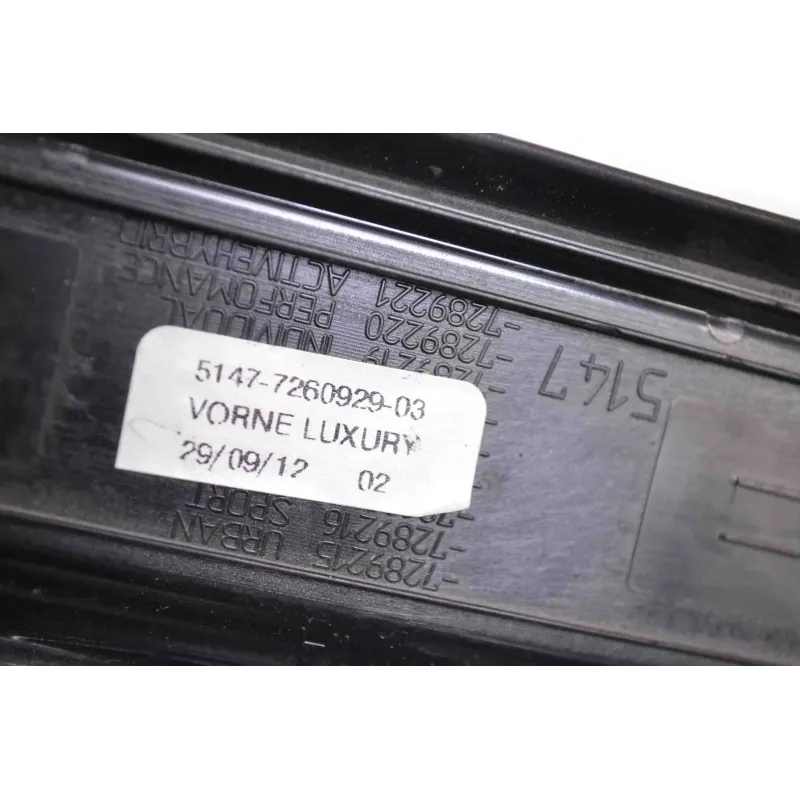 5147-7260929-03
VORNE LUXURY
29/09/12 02
5147
-7289215 URBAN
-7289216 SPORT
-7289219 INDIVIDUAL
-7289220 PERFOMANCE
-7289221 ACTIVEHYBRID